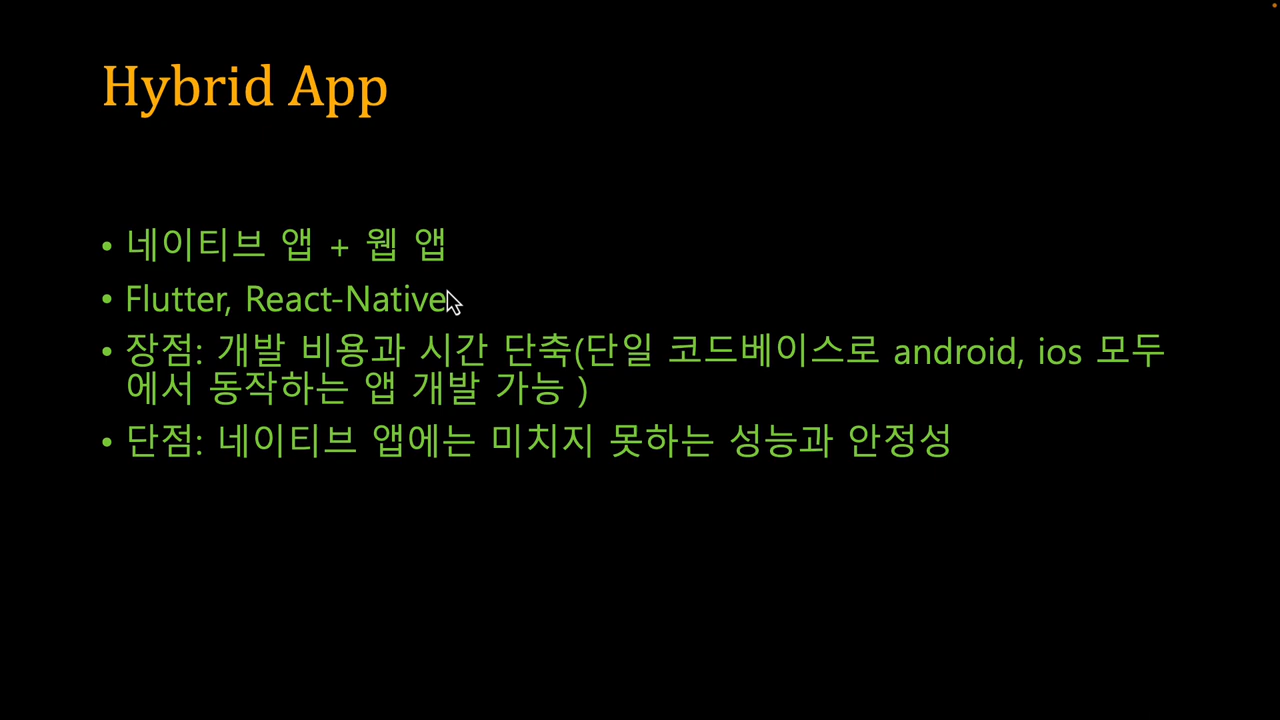 Hybrid App
• 네이티브 앱 + 웹 앱
• Flutter, React-Native
• 장점: 개발 비용과 시간 단축(단일 코드베이스로 android, ios 모두
에서 동작하는 앱 개발 가능 )
• 단점: 네이티브 앱에는 미치지 못하는 성능과 안정성